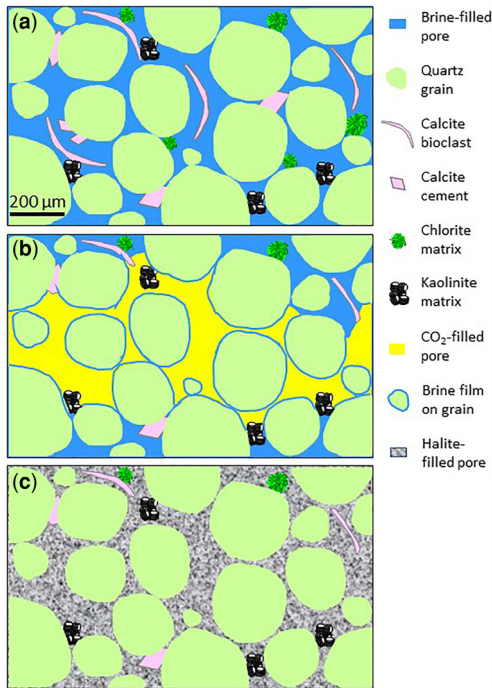 (a)
200 µm
(b)
(c)
Brine-filled
pore
Quartz
grain
Calcite
bioclast
Calcite
cement
Chlorite
matrix
Kaolinite
matrix
CO₂-filled
pore
Brine film
on grain
Halite-
filled pore